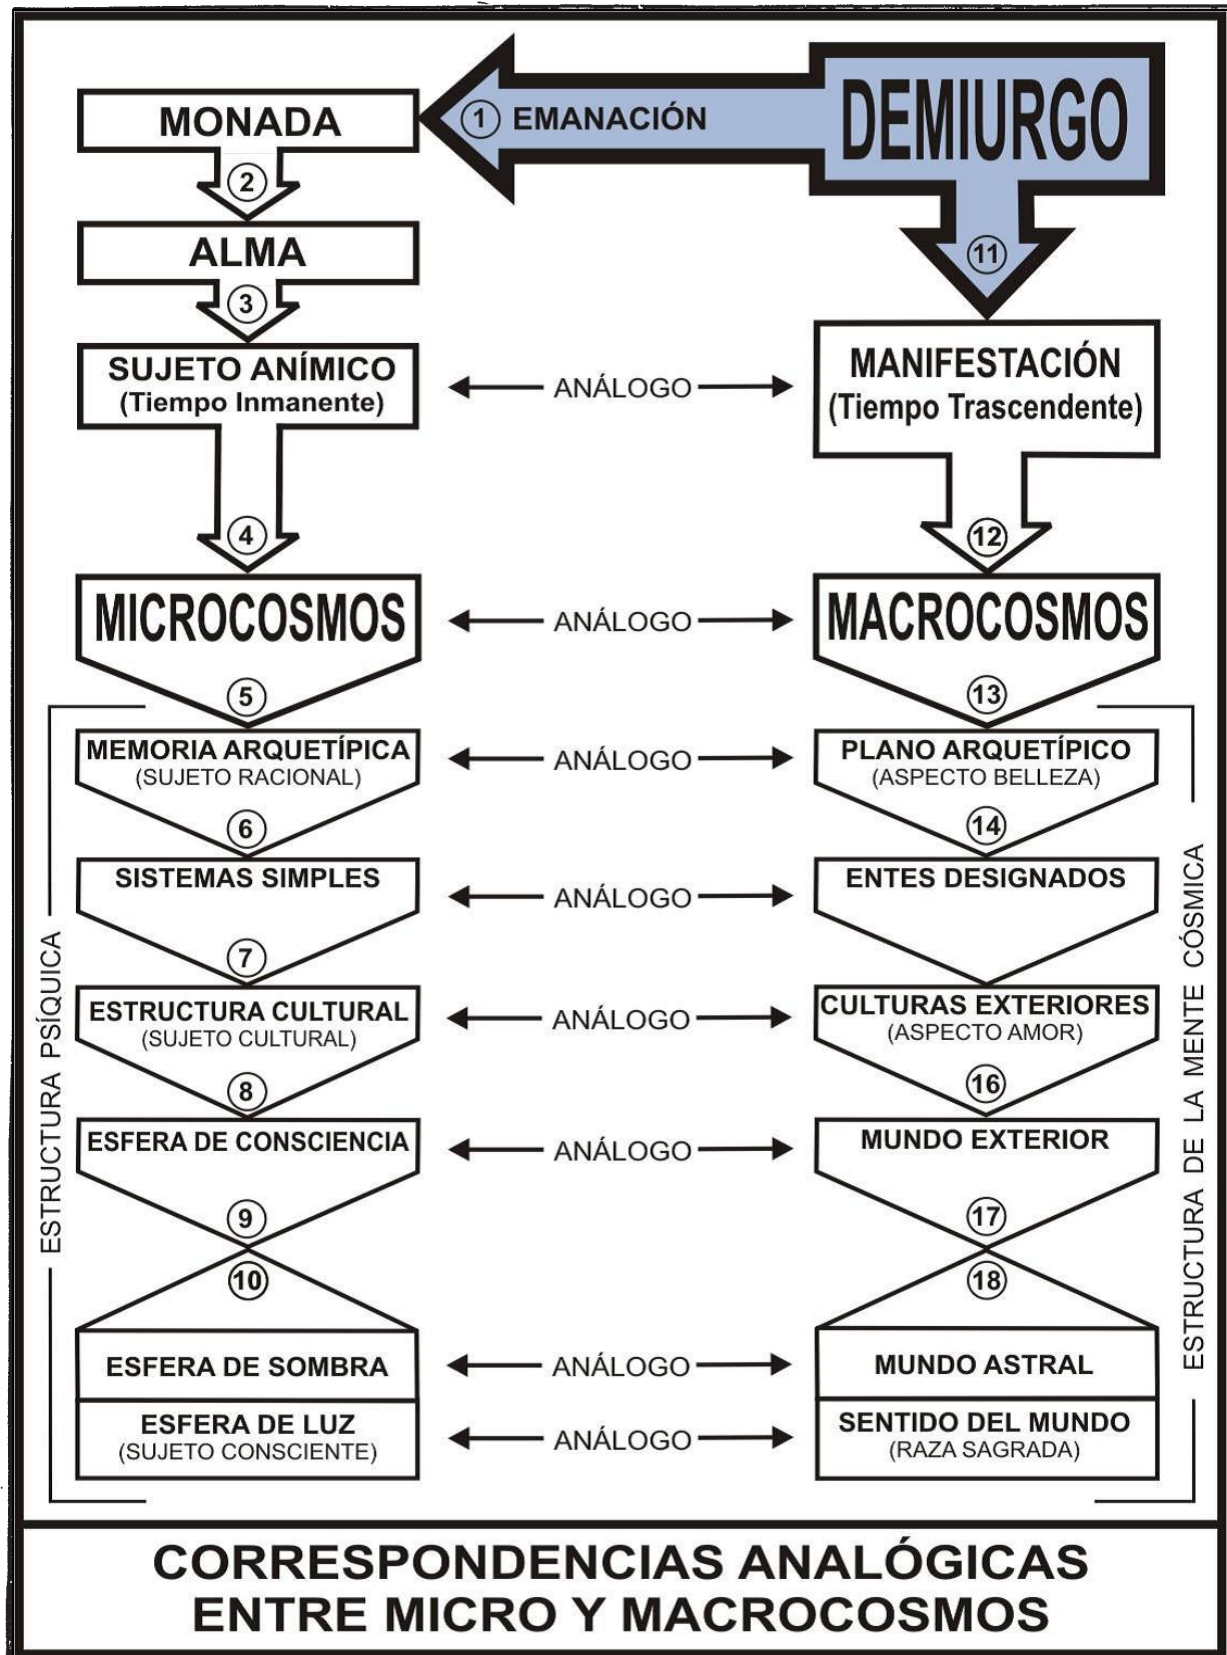 DEMIURGO
1 EMANACIÓN
MONADA
2
ALMA
11
3
SUJETO ANÍMICO
(Tiempo Inmanente)
ANÁLOGO
MANIFESTACIÓN
(Tiempo Trascendente)
4
12
MICROCOSMOS
ANÁLOGO
MACROCOSMOS
5
13
MEMORIA ARQUETÍPICA
(SUJETO RACIONAL)
ANÁLOGO
PLANO ARQUETÍPICO
(ASPECTO BELLEZA)
6
14
SISTEMAS SIMPLES
ANÁLOGO
ENTES DESIGNADOS
7
ESTRUCTURA CULTURAL
(SUJETO CULTURAL)
ANÁLOGO
CULTURAS EXTERIORES
(ASPECTO AMOR)
8
16
ESFERA DE CONSCIENCIA
ANÁLOGO
MUNDO EXTERIOR
9
17
10
18
ESFERA DE SOMBRA
ANÁLOGO
MUNDO ASTRAL
ESFERA DE LUZ
(SUJETO CONSCIENTE)
ANÁLOGO
SENTIDO DEL MUNDO
(RAZA SAGRADA)
ESTRUCTURA PSÍQUICA
ESTRUCTURA DE LA MENTE CÓSMICA
CORRESPONDENCIAS ANALÓGICAS
ENTRE MICRO Y MACROCOSMOS